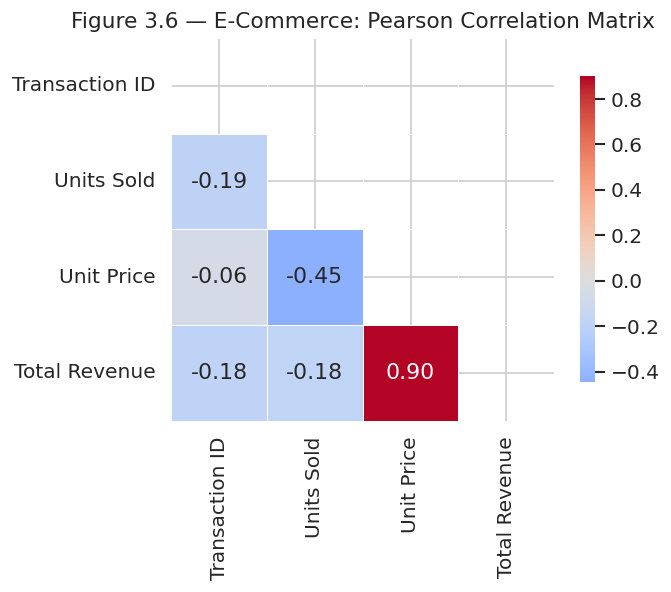 Figure 3.6 — E-Commerce: Pearson Correlation Matrix
Transaction ID
Units Sold
-0.19
Unit Price
-0.06 -0.45
Total Revenue
-0.18 -0.18 0.90
Transaction ID
Units Sold
Unit Price
Total Revenue
0.8
0.6
0.4
0.2
0.0
−0.2
−0.4